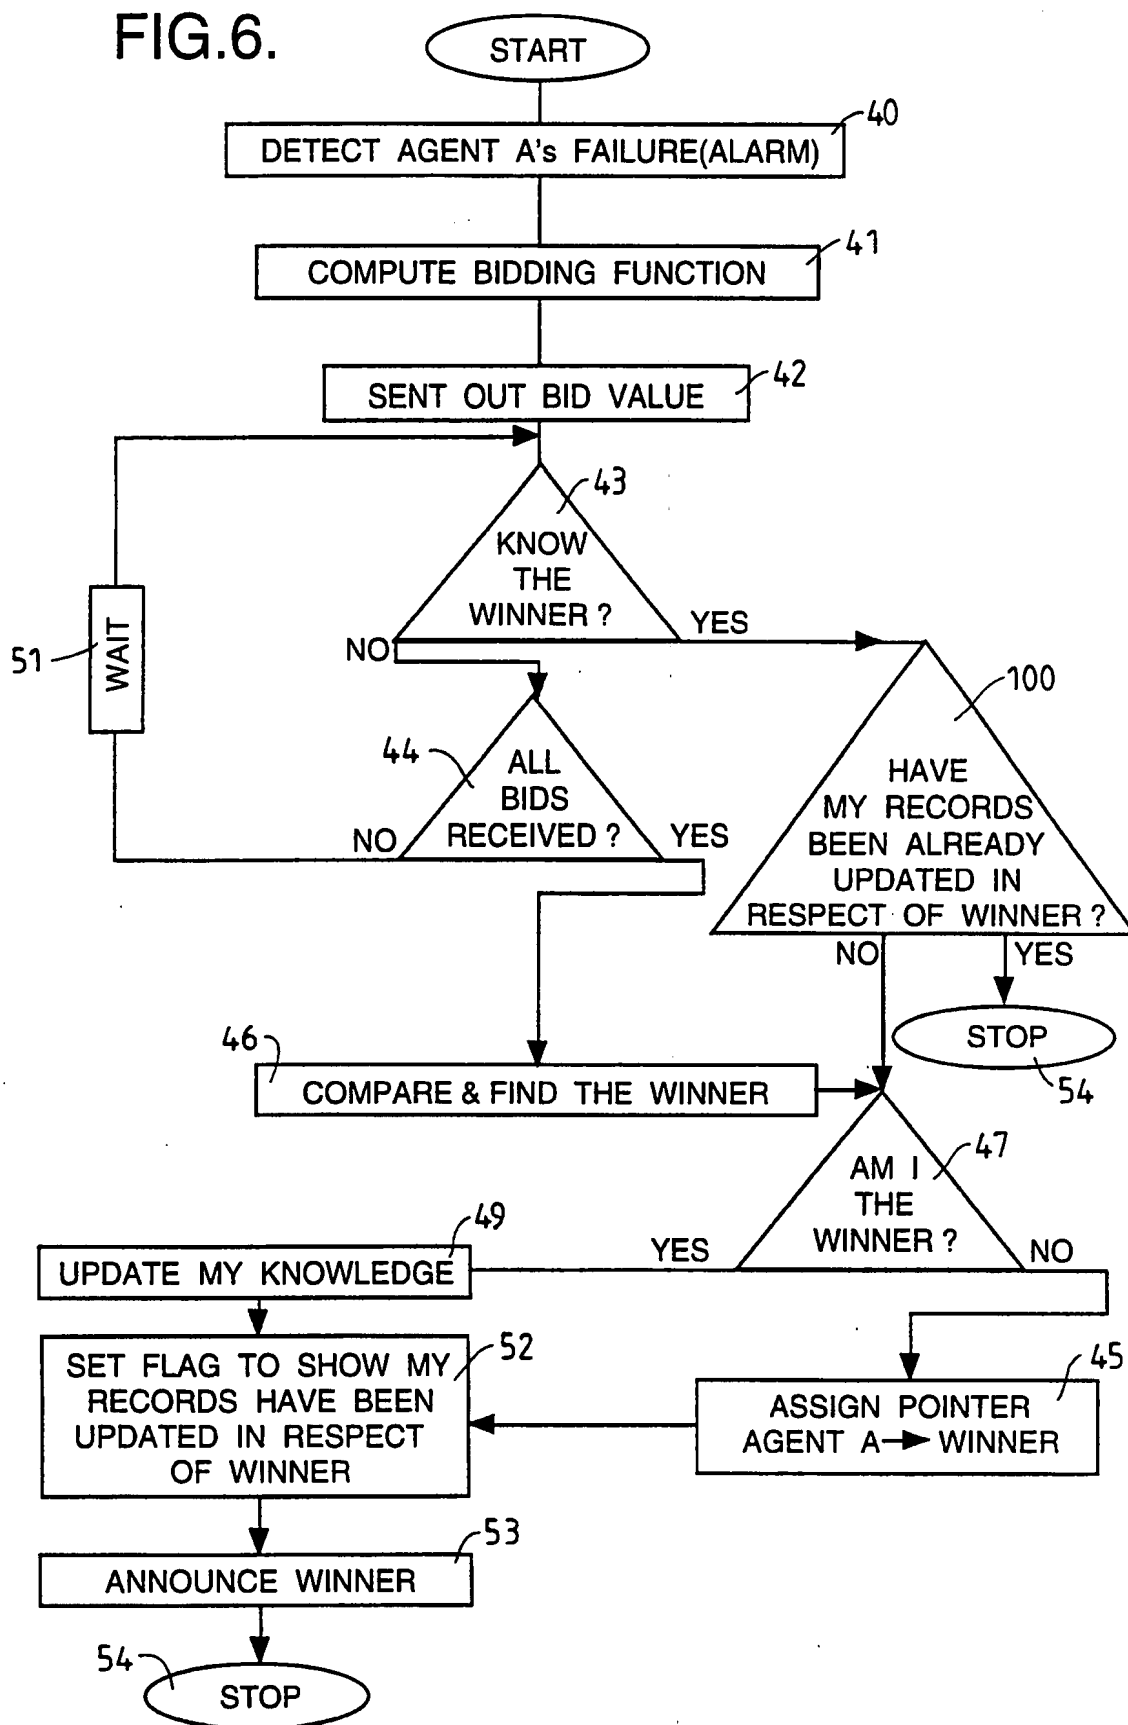 FIG.6.
START
40
DETECT AGENT A's FAILURE(ALARM)
41
COMPUTE BIDDING FUNCTION
42
SENT OUT BID VALUE
43
KNOW
THE
WINNER ?
NO
YES
51
WAIT
100
HAVE
MY RECORDS
BEEN ALREADY
UPDATED IN
RESPECT OF WINNER ?
NO
YES
STOP
54
44
ALL
BIDS
RECEIVED ?
NO
YES
46
COMPARE & FIND THE WINNER
47
AM I
THE
WINNER ?
YES
NO
49
UPDATE MY KNOWLEDGE
52
SET FLAG TO SHOW MY
RECORDS HAVE BEEN
UPDATED IN RESPECT
OF WINNER
45
ASSIGN POINTER
AGENT A → WINNER
53
ANNOUNCE WINNER
54
STOP